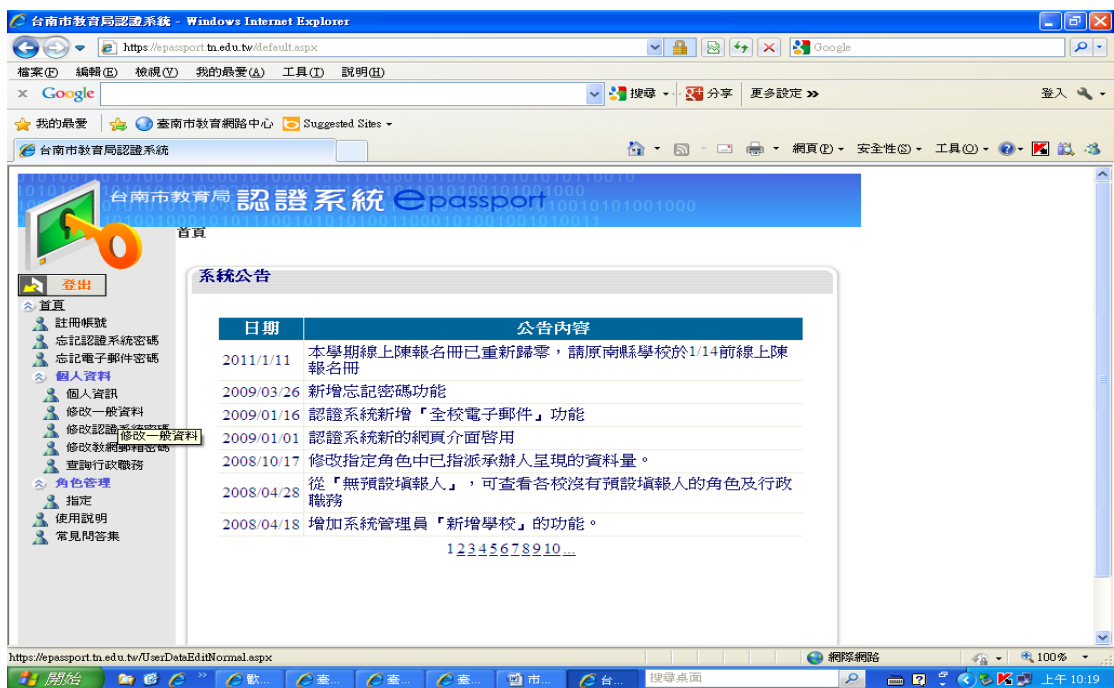 台南市教育局認證系統 - Windows Internet Explorer
https://epassport.tn.edu.tw/default.aspx
Google
檔案(F) 編輯(E) 檢視(V) 我的最愛(A) 工具(T) 說明(H)
x Google 搜尋 分享 更多設定 >> 登入
我的最愛 臺南市教育網路中心 Suggested Sites
台南市教育局認證系統 網頁(P) 安全性(S) 工具(O)
台南市教育局 認證系統 epassport
首頁
登出
首頁
註冊帳號
忘記認證系統密碼
忘記電子郵件密碼
個人資料
個人資訊
修改一般資料
修改認證系統密碼
修改一般資料
修改教網郵箱密碼
查詢行政職務
角色管理
指定
使用說明
常見問答集
系統公告
日期 公告內容
2011/1/11 本學期線上陳報名冊已重新歸零，請原南縣學校於1/14前線上陳
報名冊
2009/03/26 新增忘記密碼功能
2009/01/16 認證系統新增『全校電子郵件』功能
2009/01/01 認證系統新的網頁介面啓用
2008/10/17 修改指定角色中已指派承辦人呈現的資料量。
2008/04/28 從『無預設填報人』，可查看各校沒有預設填報人的角色及行政
職務
2008/04/18 增加系統管理員『新增學校』的功能。
1 2 3 4 5 6 7 8 9 10 ...
https://epassport.tn.edu.tw/UserDataEditNormal.aspx 網際網路 100%
開始 歡... 臺... 臺... 臺... 市... 台... 搜尋桌面 上午 10:19